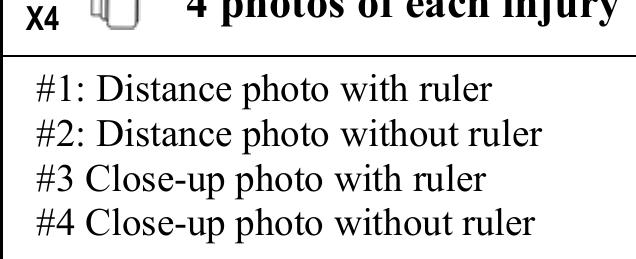 X4 4 photos of each injury
#1: Distance photo with ruler
#2: Distance photo without ruler
#3 Close-up photo with ruler
#4 Close-up photo without ruler